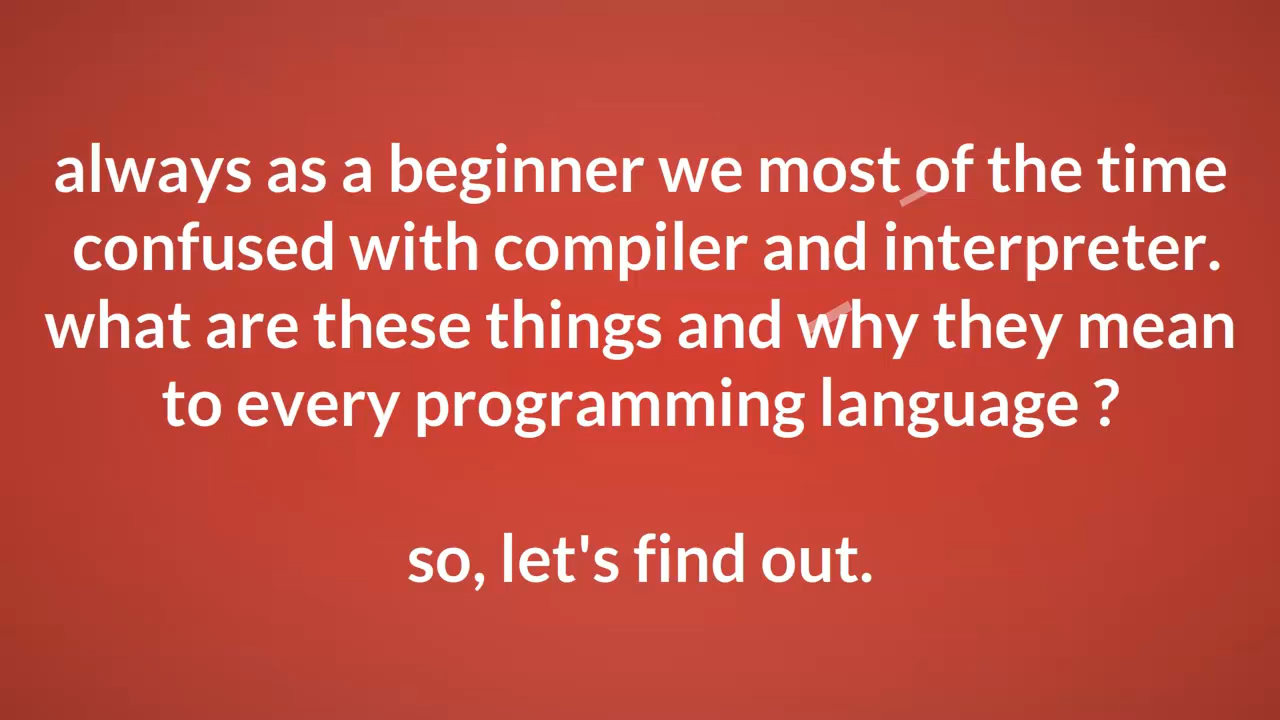 always as a beginner we most of the time
confused with compiler and interpreter.
what are these things and why they mean
to every programming language ?
so, let's find out.